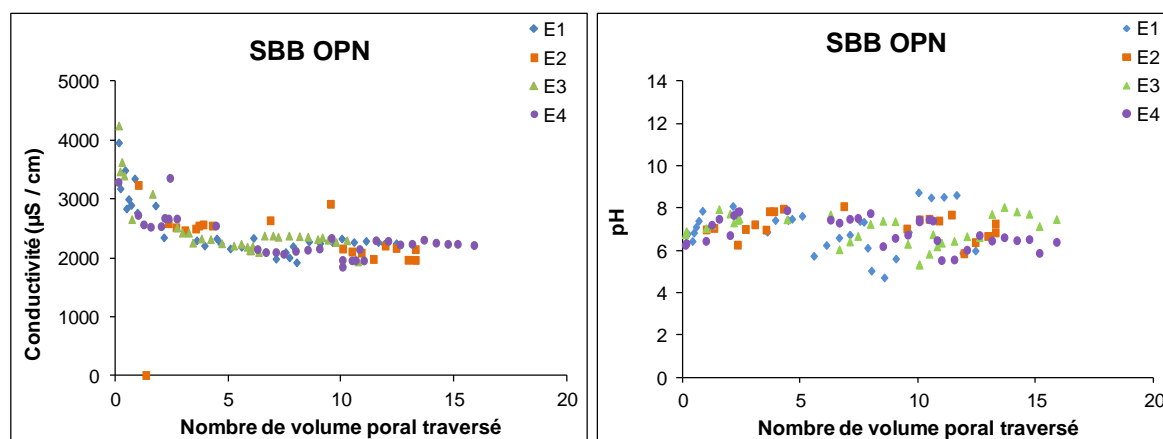 SBB OPN
E1
E2
E3
E4
5000
4000
3000
2000
1000
0
0
5
10
15
20
Conductivité (µS / cm)
Nombre de volume poral traversé
SBB OPN
E1
E2
E3
E4
14
12
10
8
6
4
2
0
0
5
10
15
20
pH
Nombre de volume poral traversé